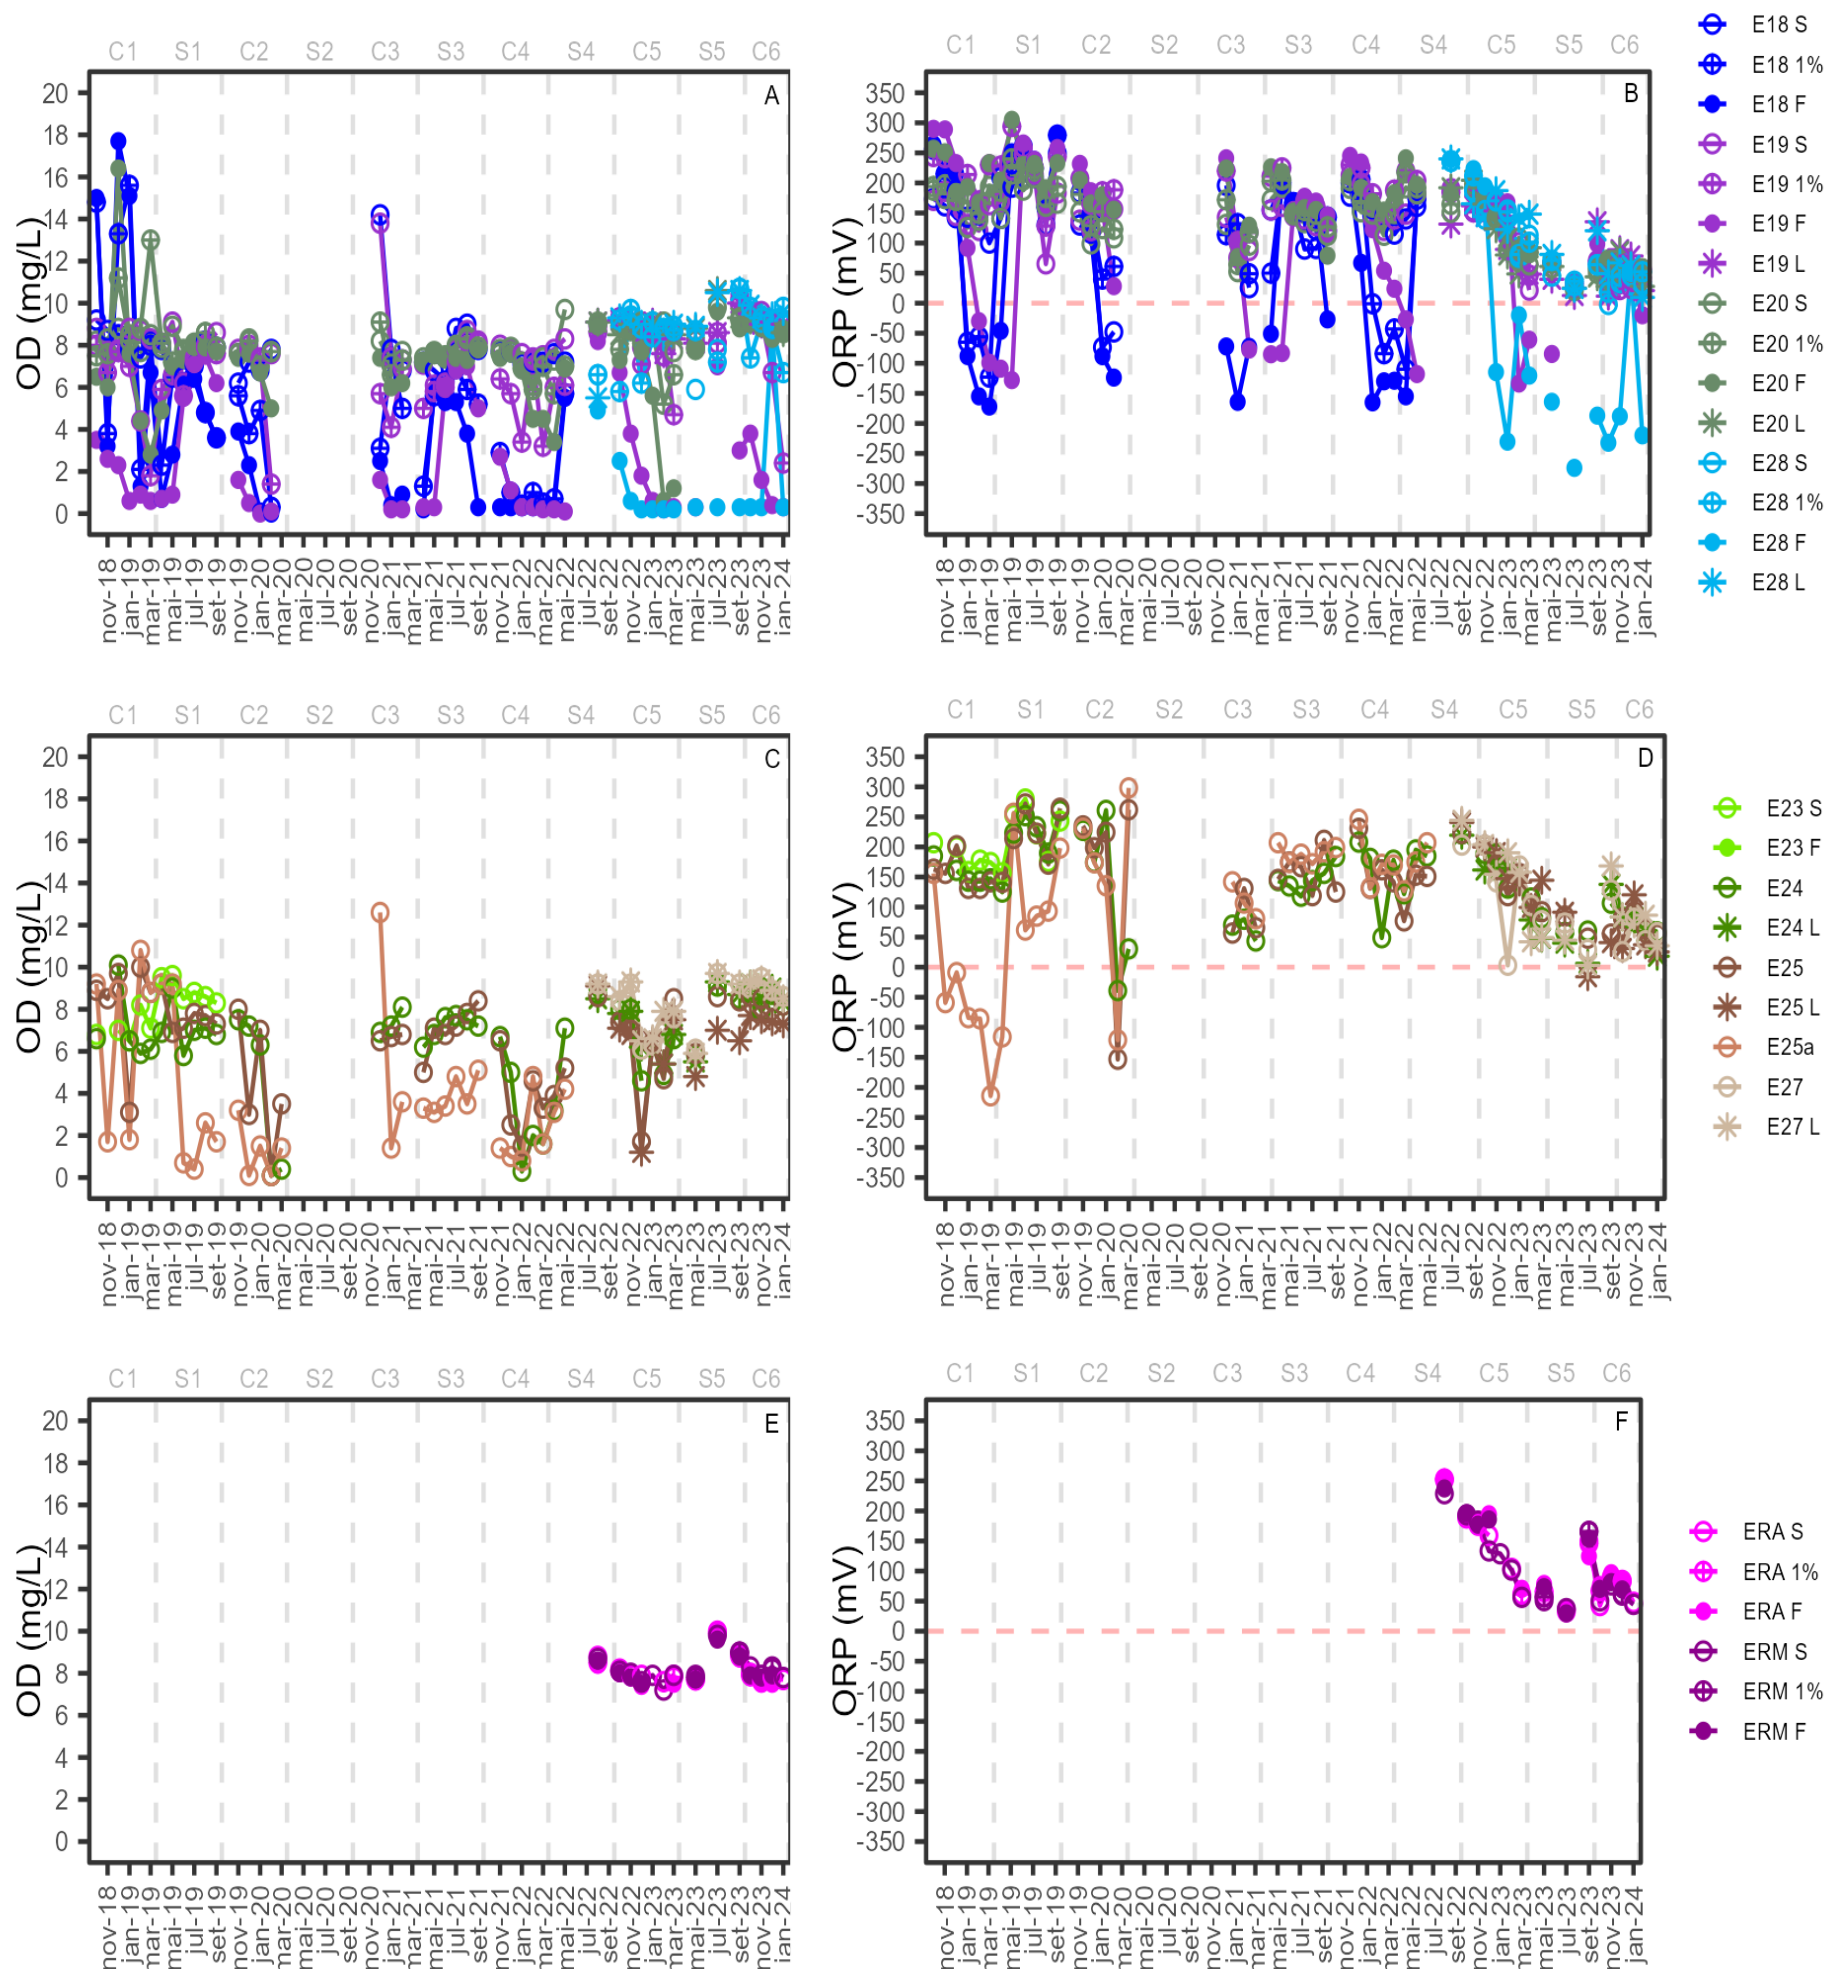 C1 S1 C2 S2 C3 S3 C4 S4 C5 S5 C6
A
OD (mg/L)
20
18
16
14
12
10
8
6
4
2
0
nov-18 jan-19 mar-19 mai-19 jul-19 set-19 nov-19 jan-20 mar-20 mai-20 jul-20 set-20 nov-20 jan-21 mar-21 mai-21 jul-21 set-21 nov-21 jan-22 mar-22 mai-22 jul-22 set-22 nov-22 jan-23 mar-23 mai-23 jul-23 set-23 nov-23 jan-24
C1 S1 C2 S2 C3 S3 C4 S4 C5 S5 C6
B
ORP (mV)
350
300
250
200
150
100
50
0
-50
-100
-150
-200
-250
-300
-350
nov-18 jan-19 mar-19 mai-19 jul-19 set-19 nov-19 jan-20 mar-20 mai-20 jul-20 set-20 nov-20 jan-21 mar-21 mai-21 jul-21 set-21 nov-21 jan-22 mar-22 mai-22 jul-22 set-22 nov-22 jan-23 mar-23 mai-23 jul-23 set-23 nov-23 jan-24
E18 S
E18 1%
E18 F
E19 S
E19 1%
E19 F
E19 L
E20 S
E20 1%
E20 F
E20 L
E28 S
E28 1%
E28 F
E28 L
C1 S1 C2 S2 C3 S3 C4 S4 C5 S5 C6
C
OD (mg/L)
20
18
16
14
12
10
8
6
4
2
0
nov-18 jan-19 mar-19 mai-19 jul-19 set-19 nov-19 jan-20 mar-20 mai-20 jul-20 set-20 nov-20 jan-21 mar-21 mai-21 jul-21 set-21 nov-21 jan-22 mar-22 mai-22 jul-22 set-22 nov-22 jan-23 mar-23 mai-23 jul-23 set-23 nov-23 jan-24
C1 S1 C2 S2 C3 S3 C4 S4 C5 S5 C6
D
ORP (mV)
350
300
250
200
150
100
50
0
-50
-100
-150
-200
-250
-300
-350
nov-18 jan-19 mar-19 mai-19 jul-19 set-19 nov-19 jan-20 mar-20 mai-20 jul-20 set-20 nov-20 jan-21 mar-21 mai-21 jul-21 set-21 nov-21 jan-22 mar-22 mai-22 jul-22 set-22 nov-22 jan-23 mar-23 mai-23 jul-23 set-23 nov-23 jan-24
E23 S
E23 F
E24
E24 L
E25
E25 L
E25a
E27
E27 L
C1 S1 C2 S2 C3 S3 C4 S4 C5 S5 C6
E
OD (mg/L)
20
18
16
14
12
10
8
6
4
2
0
nov-18 jan-19 mar-19 mai-19 jul-19 set-19 nov-19 jan-20 mar-20 mai-20 jul-20 set-20 nov-20 jan-21 mar-21 mai-21 jul-21 set-21 nov-21 jan-22 mar-22 mai-22 jul-22 set-22 nov-22 jan-23 mar-23 mai-23 jul-23 set-23 nov-23 jan-24
C1 S1 C2 S2 C3 S3 C4 S4 C5 S5 C6
F
ORP (mV)
350
300
250
200
150
100
50
0
-50
-100
-150
-200
-250
-300
-350
nov-18 jan-19 mar-19 mai-19 jul-19 set-19 nov-19 jan-20 mar-20 mai-20 jul-20 set-20 nov-20 jan-21 mar-21 mai-21 jul-21 set-21 nov-21 jan-22 mar-22 mai-22 jul-22 set-22 nov-22 jan-23 mar-23 mai-23 jul-23 set-23 nov-23 jan-24
ERA S
ERA 1%
ERA F
ERM S
ERM 1%
ERM F